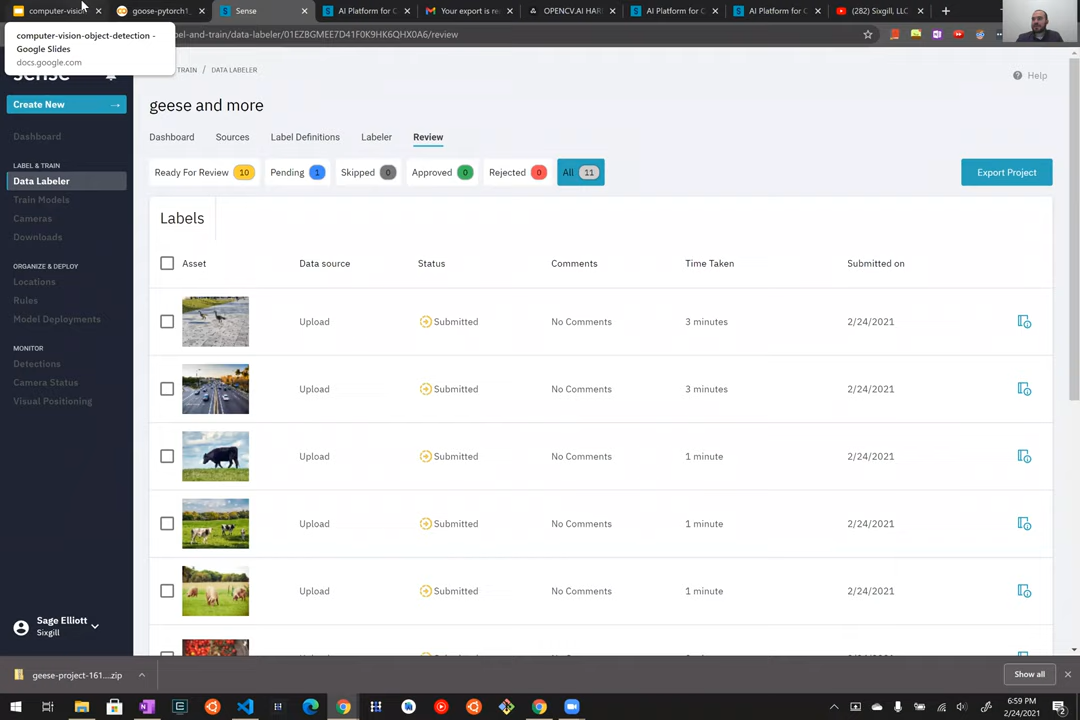 computer-visio
goose-pytorch1
Sense
AI Platform for C
Your export is r
OPENCV.AI HAR
AI Platform for C
AI Platform for C
(282) Sixgill, LLC
computer-vision-object-detection -
Google Slides
docs.google.com
el-and-train/data-labeler/01EZBGMEE7D41F0K9HK6QHX0A6/review
sense
Create New →
Dashboard
LABEL & TRAIN
Data Labeler
Train Models
Cameras
Downloads
ORGANIZE & DEPLOY
Locations
Rules
Model Deployments
MONITOR
Detections
Camera Status
Visual Positioning
Sage Elliott
Sixgill
TRAIN / DATA LABELER
Help
geese and more
Dashboard Sources Label Definitions Labeler Review
Ready For Review 10 Pending 1 Skipped 0 Approved 0 Rejected 0 All 11
Export Project
Labels
Asset Data source Status Comments Time Taken Submitted on
Upload Submitted No Comments 3 minutes 2/24/2021
Upload Submitted No Comments 3 minutes 2/24/2021
Upload Submitted No Comments 1 minute 2/24/2021
Upload Submitted No Comments 1 minute 2/24/2021
Upload Submitted No Comments 1 minute 2/24/2021
geese-project-161....zip
Show all
6:59 PM
2/24/2021